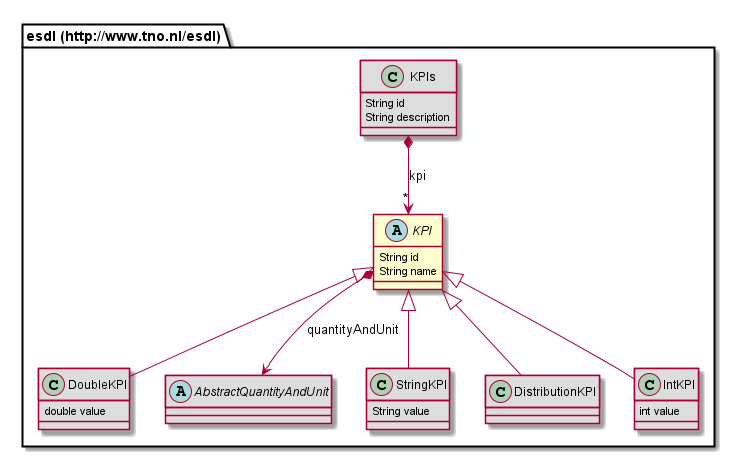 esdl (http://www.tno.nl/esdl)
C KPIs
String id
String description
kpi
*
A KPI
String id
String name
quantityAndUnit
C DoubleKPI
double value
A AbstractQuantityAndUnit
C StringKPI
String value
C DistributionKPI
C IntKPI
int value